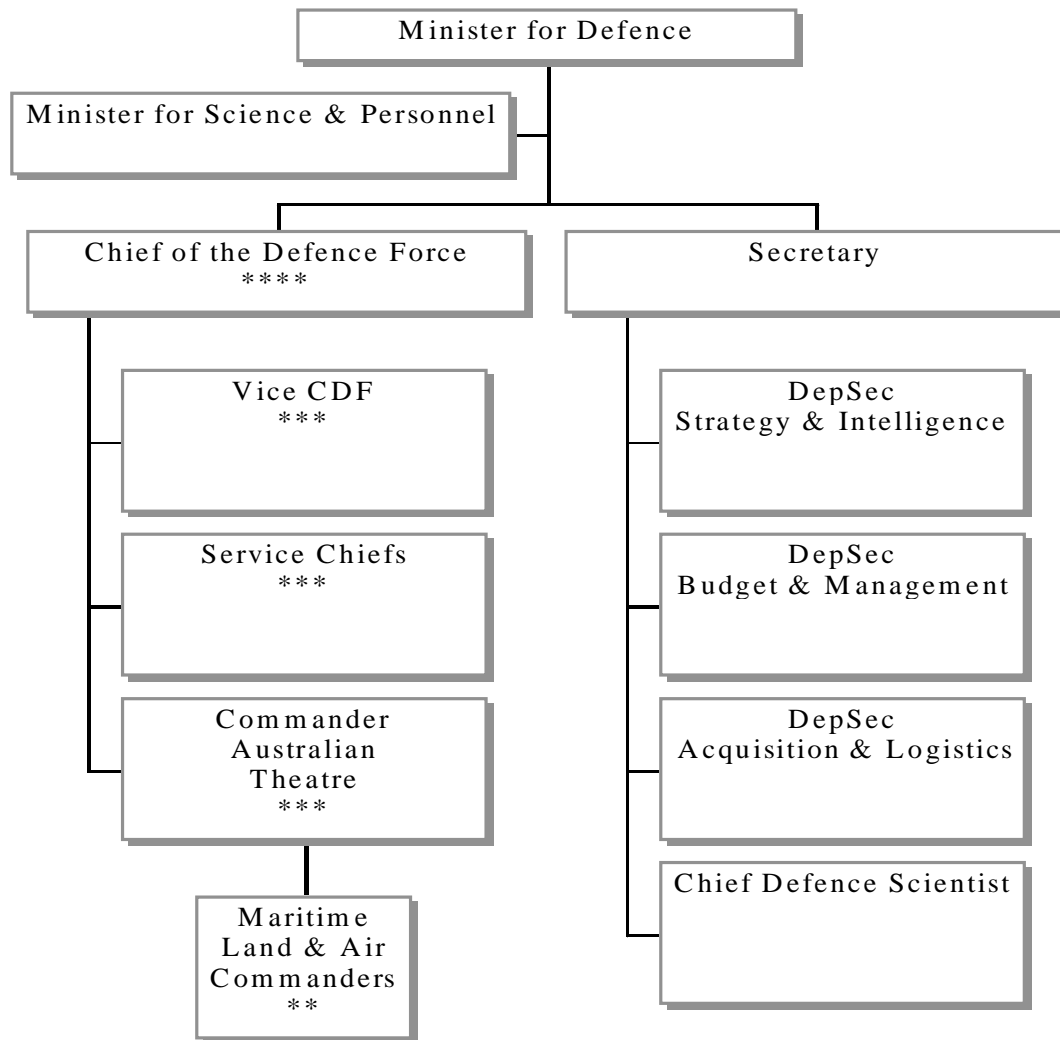 Minister for Defence
Minister for Science & Personnel
Chief of the Defence Force
****
Secretary
Vice CDF
***
Service Chiefs
***
Commander
Australian
Theatre
***
Maritime
Land & Air
Commanders
**
DepSec
Strategy & Intelligence
DepSec
Budget & Management
DepSec
Acquisition & Logistics
Chief Defence Scientist